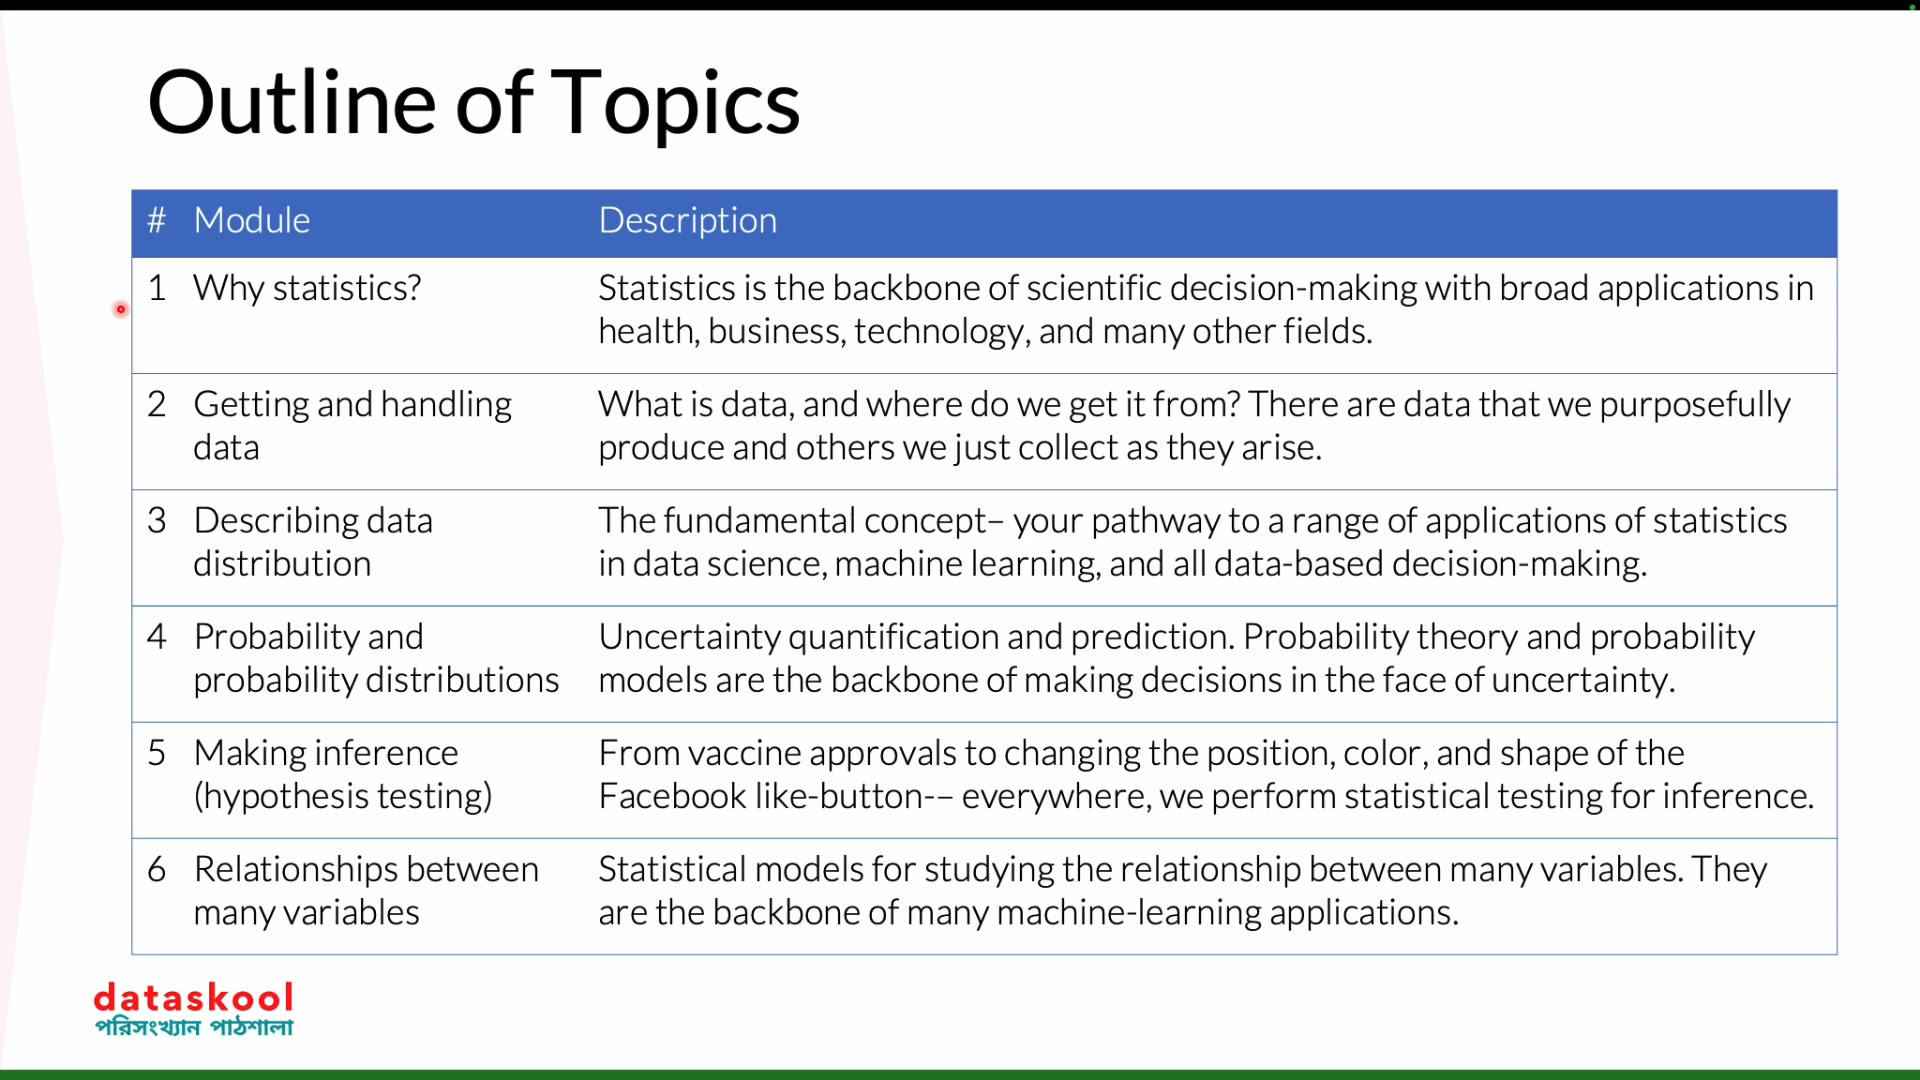 Outline of Topics
# Module Description
1 Why statistics? Statistics is the backbone of scientific decision-making with broad applications in
health, business, technology, and many other fields.
2 Getting and handling What is data, and where do we get it from? There are data that we purposefully
data produce and others we just collect as they arise.
3 Describing data The fundamental concept– your pathway to a range of applications of statistics
distribution in data science, machine learning, and all data-based decision-making.
4 Probability and Uncertainty quantification and prediction. Probability theory and probability
probability distributions models are the backbone of making decisions in the face of uncertainty.
5 Making inference From vaccine approvals to changing the position, color, and shape of the
(hypothesis testing) Facebook like-button-– everywhere, we perform statistical testing for inference.
6 Relationships between Statistical models for studying the relationship between many variables. They
many variables are the backbone of many machine-learning applications.
dataskool
পরিসংখ্যান পাঠশালা